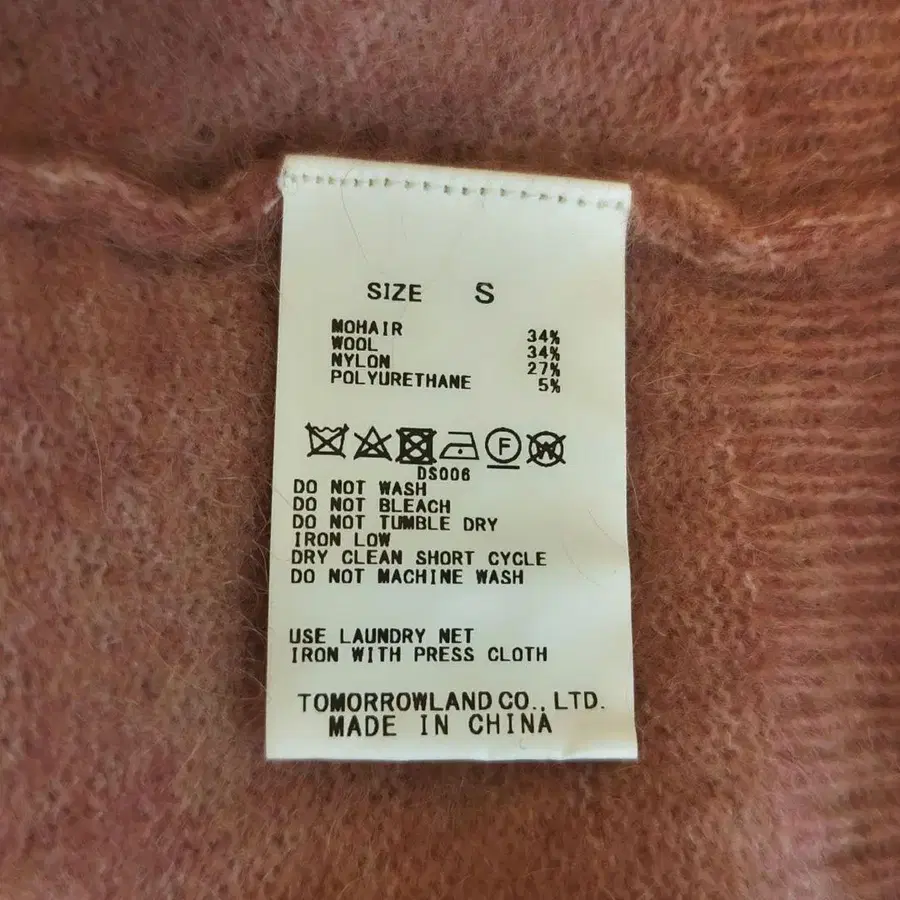 SIZE S
MOHAIR 34%
WOOL 34%
NYLON 27%
POLYURETHANE 5%
F W
DS006
DO NOT WASH
DO NOT BLEACH
DO NOT TUMBLE DRY
IRON LOW
DRY CLEAN SHORT CYCLE
DO NOT MACHINE WASH
USE LAUNDRY NET
IRON WITH PRESS CLOTH
TOMORROWLAND CO., LTD.
MADE IN CHINA